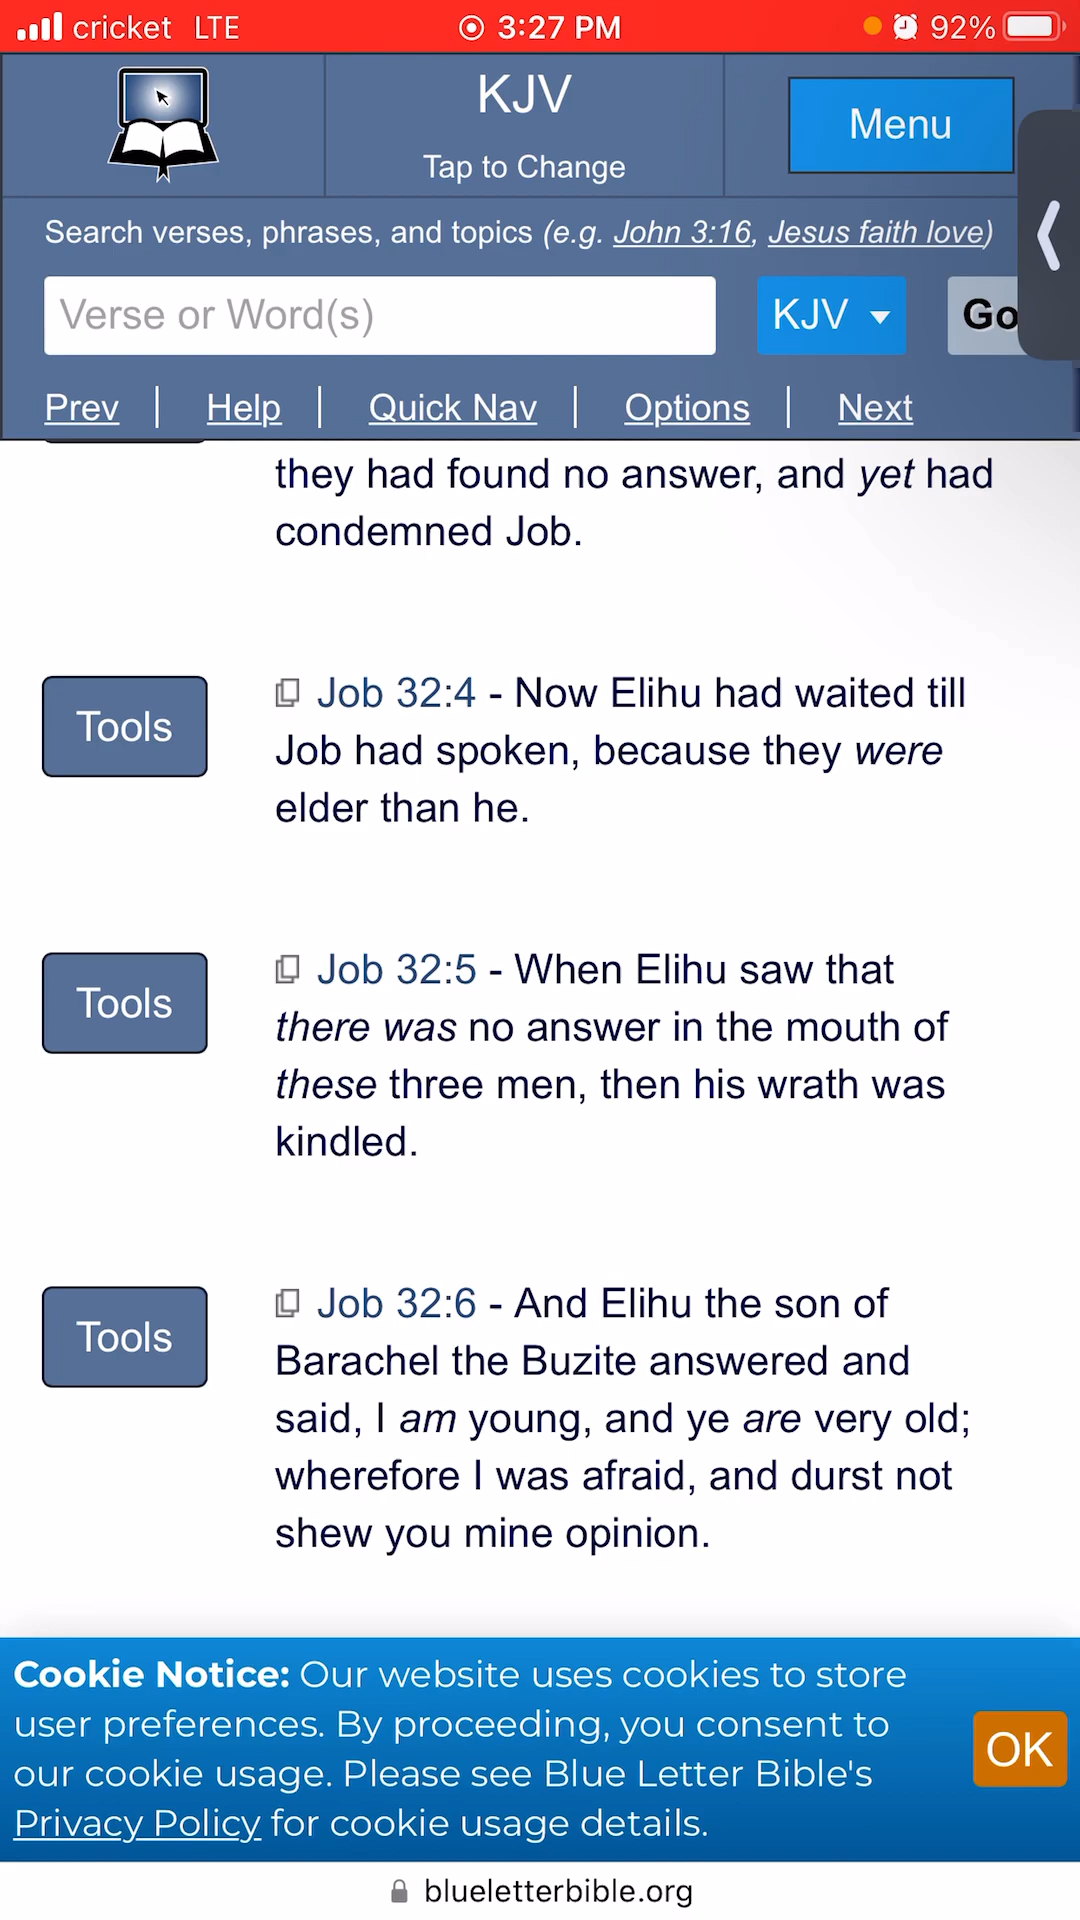 cricket LTE 3:27 PM 92%
KJV
Tap to Change
Menu
Search verses, phrases, and topics (e.g. John 3:16, Jesus faith love)
Verse or Word(s) KJV Go
Prev | Help | Quick Nav | Options | Next
they had found no answer, and yet had
condemned Job.
Tools
Job 32:4 - Now Elihu had waited till
Job had spoken, because they were
elder than he.
Tools
Job 32:5 - When Elihu saw that
there was no answer in the mouth of
these three men, then his wrath was
kindled.
Tools
Job 32:6 - And Elihu the son of
Barachel the Buzite answered and
said, I am young, and ye are very old;
wherefore I was afraid, and durst not
shew you mine opinion.
Cookie Notice: Our website uses cookies to store
user preferences. By proceeding, you consent to
our cookie usage. Please see Blue Letter Bible's
Privacy Policy for cookie usage details.
OK
blueletterbible.org